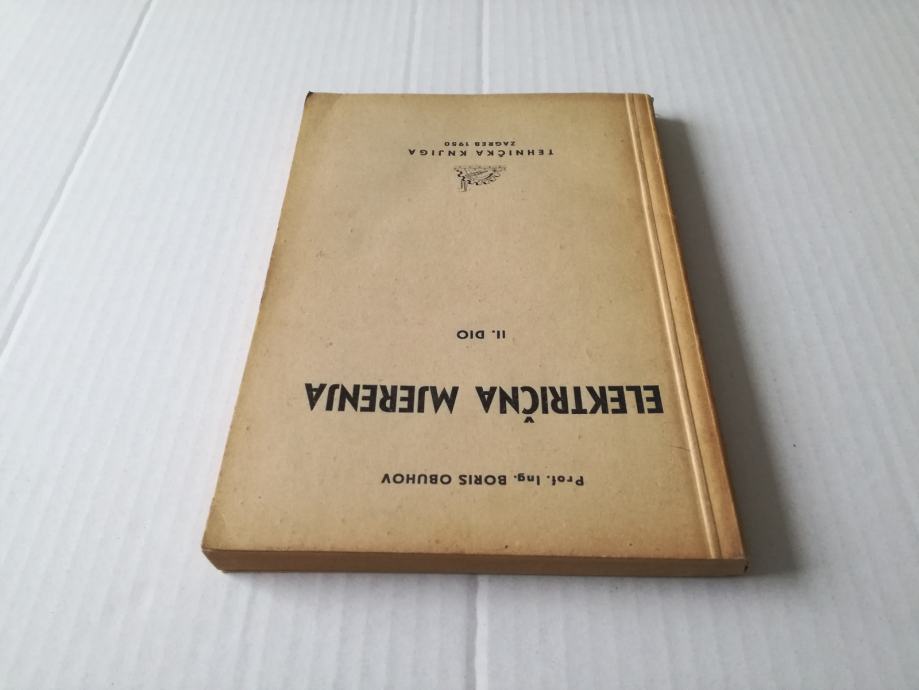 Prof. Ing. BORIS OBUHOV
ELEKTRIČNA MJERENJA
II. DIO
TEHNIČKA KNJIGA
ZAGREB 1950